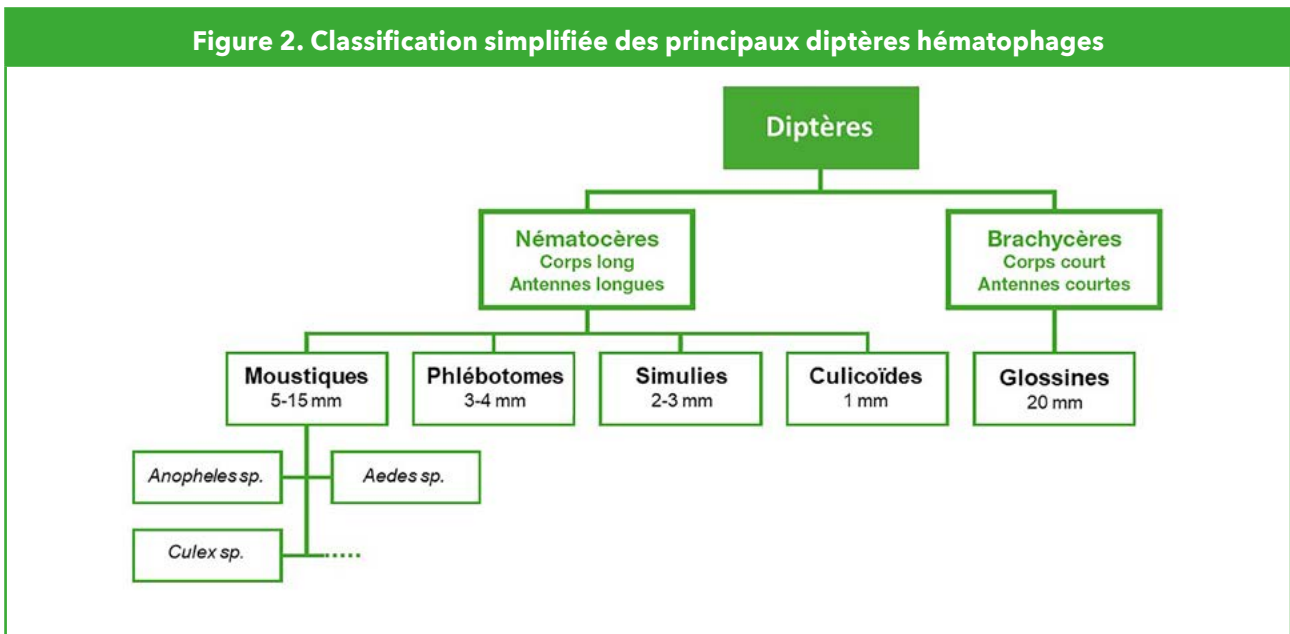 Figure 2. Classification simplifiée des principaux diptères hématophages
Diptères
Nématocères
Corps long
Antennes longues
Brachycères
Corps court
Antennes courtes
Moustiques
5-15 mm
Phlébotomes
3-4 mm
Simulies
2-3 mm
Culicoïdes
1 mm
Glossines
20 mm
Anopheles sp.
Aedes sp.
Culex sp.